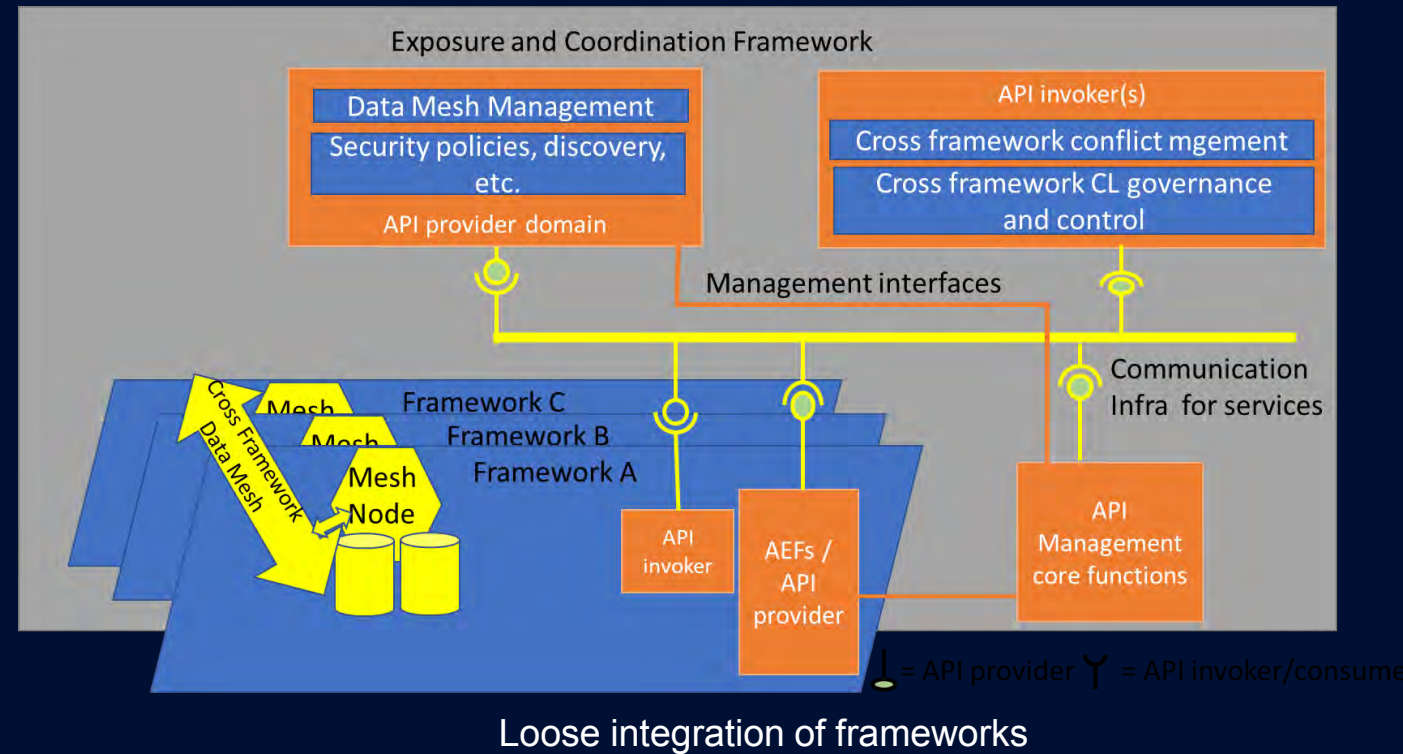 Exposure and Coordination Framework
Data Mesh Management
Security policies, discovery,
etc.
API provider domain
API invoker(s)
Cross framework conflict mgement
Cross framework CL governance
and control
Management interfaces
Communication
Infra for services
Cross Framework
Data Mesh
Mesh
Framework C
Mesh
Framework B
Mesh
Node
Framework A
API
invoker
AEFs /
API
provider
API
Management
core functions
= API provider = API invoker/consume
Loose integration of frameworks